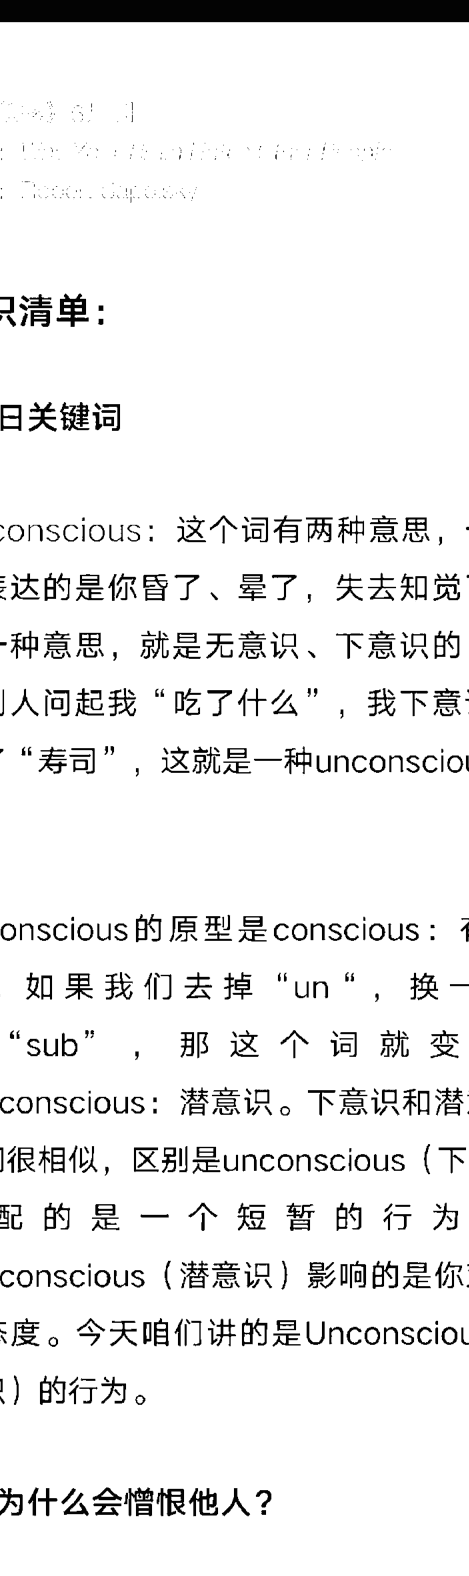 识清单：
日关键词
conscious：这个词有两种意思，
表达的是你昏了、晕了，失去知觉了
一种意思，就是无意识、下意识的
别人问起我“吃了什么”，我下意识
了“寿司”，这就是一种unconsciou
onscious的原型是conscious：有
如果我们去掉“un“，换一
“sub”，那这个词就变
conscious：潜意识。下意识和潜意
们很相似，区别是unconscious（下
配的是一个短暂的行为
conscious（潜意识）影响的是你对
态度。今天咱们讲的是Unconsciou
识）的行为。
为什么会憎恨他人？